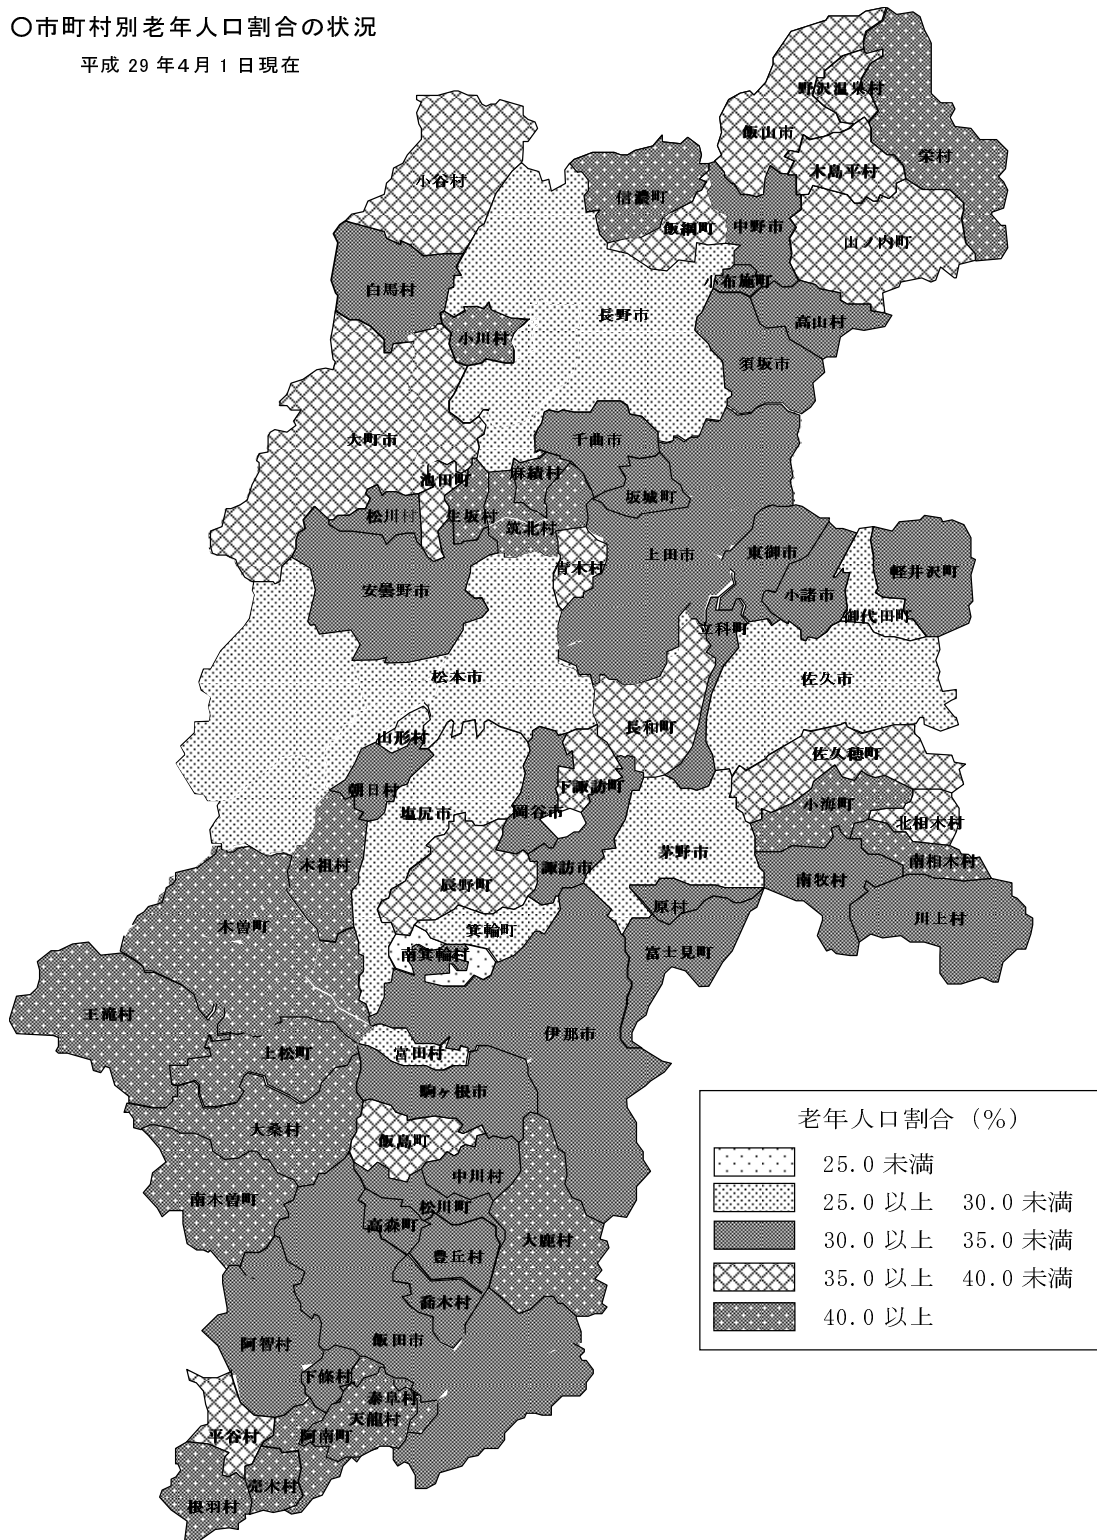 ○市町村別老年人口割合の状況
平成 29 年4月 1 日現在
野沢温泉村
飯山市
栄村
木島平村
小谷村
信濃町
飯綱町
中野市
山ノ内町
小布施町
白馬村
長野市
高山村
小川村
須坂市
大町市
千曲市
池田町
麻績村
坂城町
松川村
生坂村
筑北村
上田市
東御市
青木村
軽井沢町
安曇野市
小諸市
御代田町
立科町
松本市
佐久市
長和町
山形村
佐久穂町
朝日村
下諏訪町
小海町
塩尻市
岡谷市
北相木村
茅野市
木祖村
諏訪市
南相木村
辰野町
南牧村
原村
木曽町
箕輪町
川上村
南箕輪村
富士見町
王滝村
伊那市
上松町
宮田村
駒ヶ根市
大桑村
飯島町
中川村
南木曽町
松川町
高森町
大鹿村
豊丘村
喬木村
阿智村
飯田市
下條村
泰阜村
天龍村
平谷村
阿南町
売木村
根羽村
老年人口割合（%）
25.0 未満
25.0 以上 30.0 未満
30.0 以上 35.0 未満
35.0 以上 40.0 未満
40.0 以上